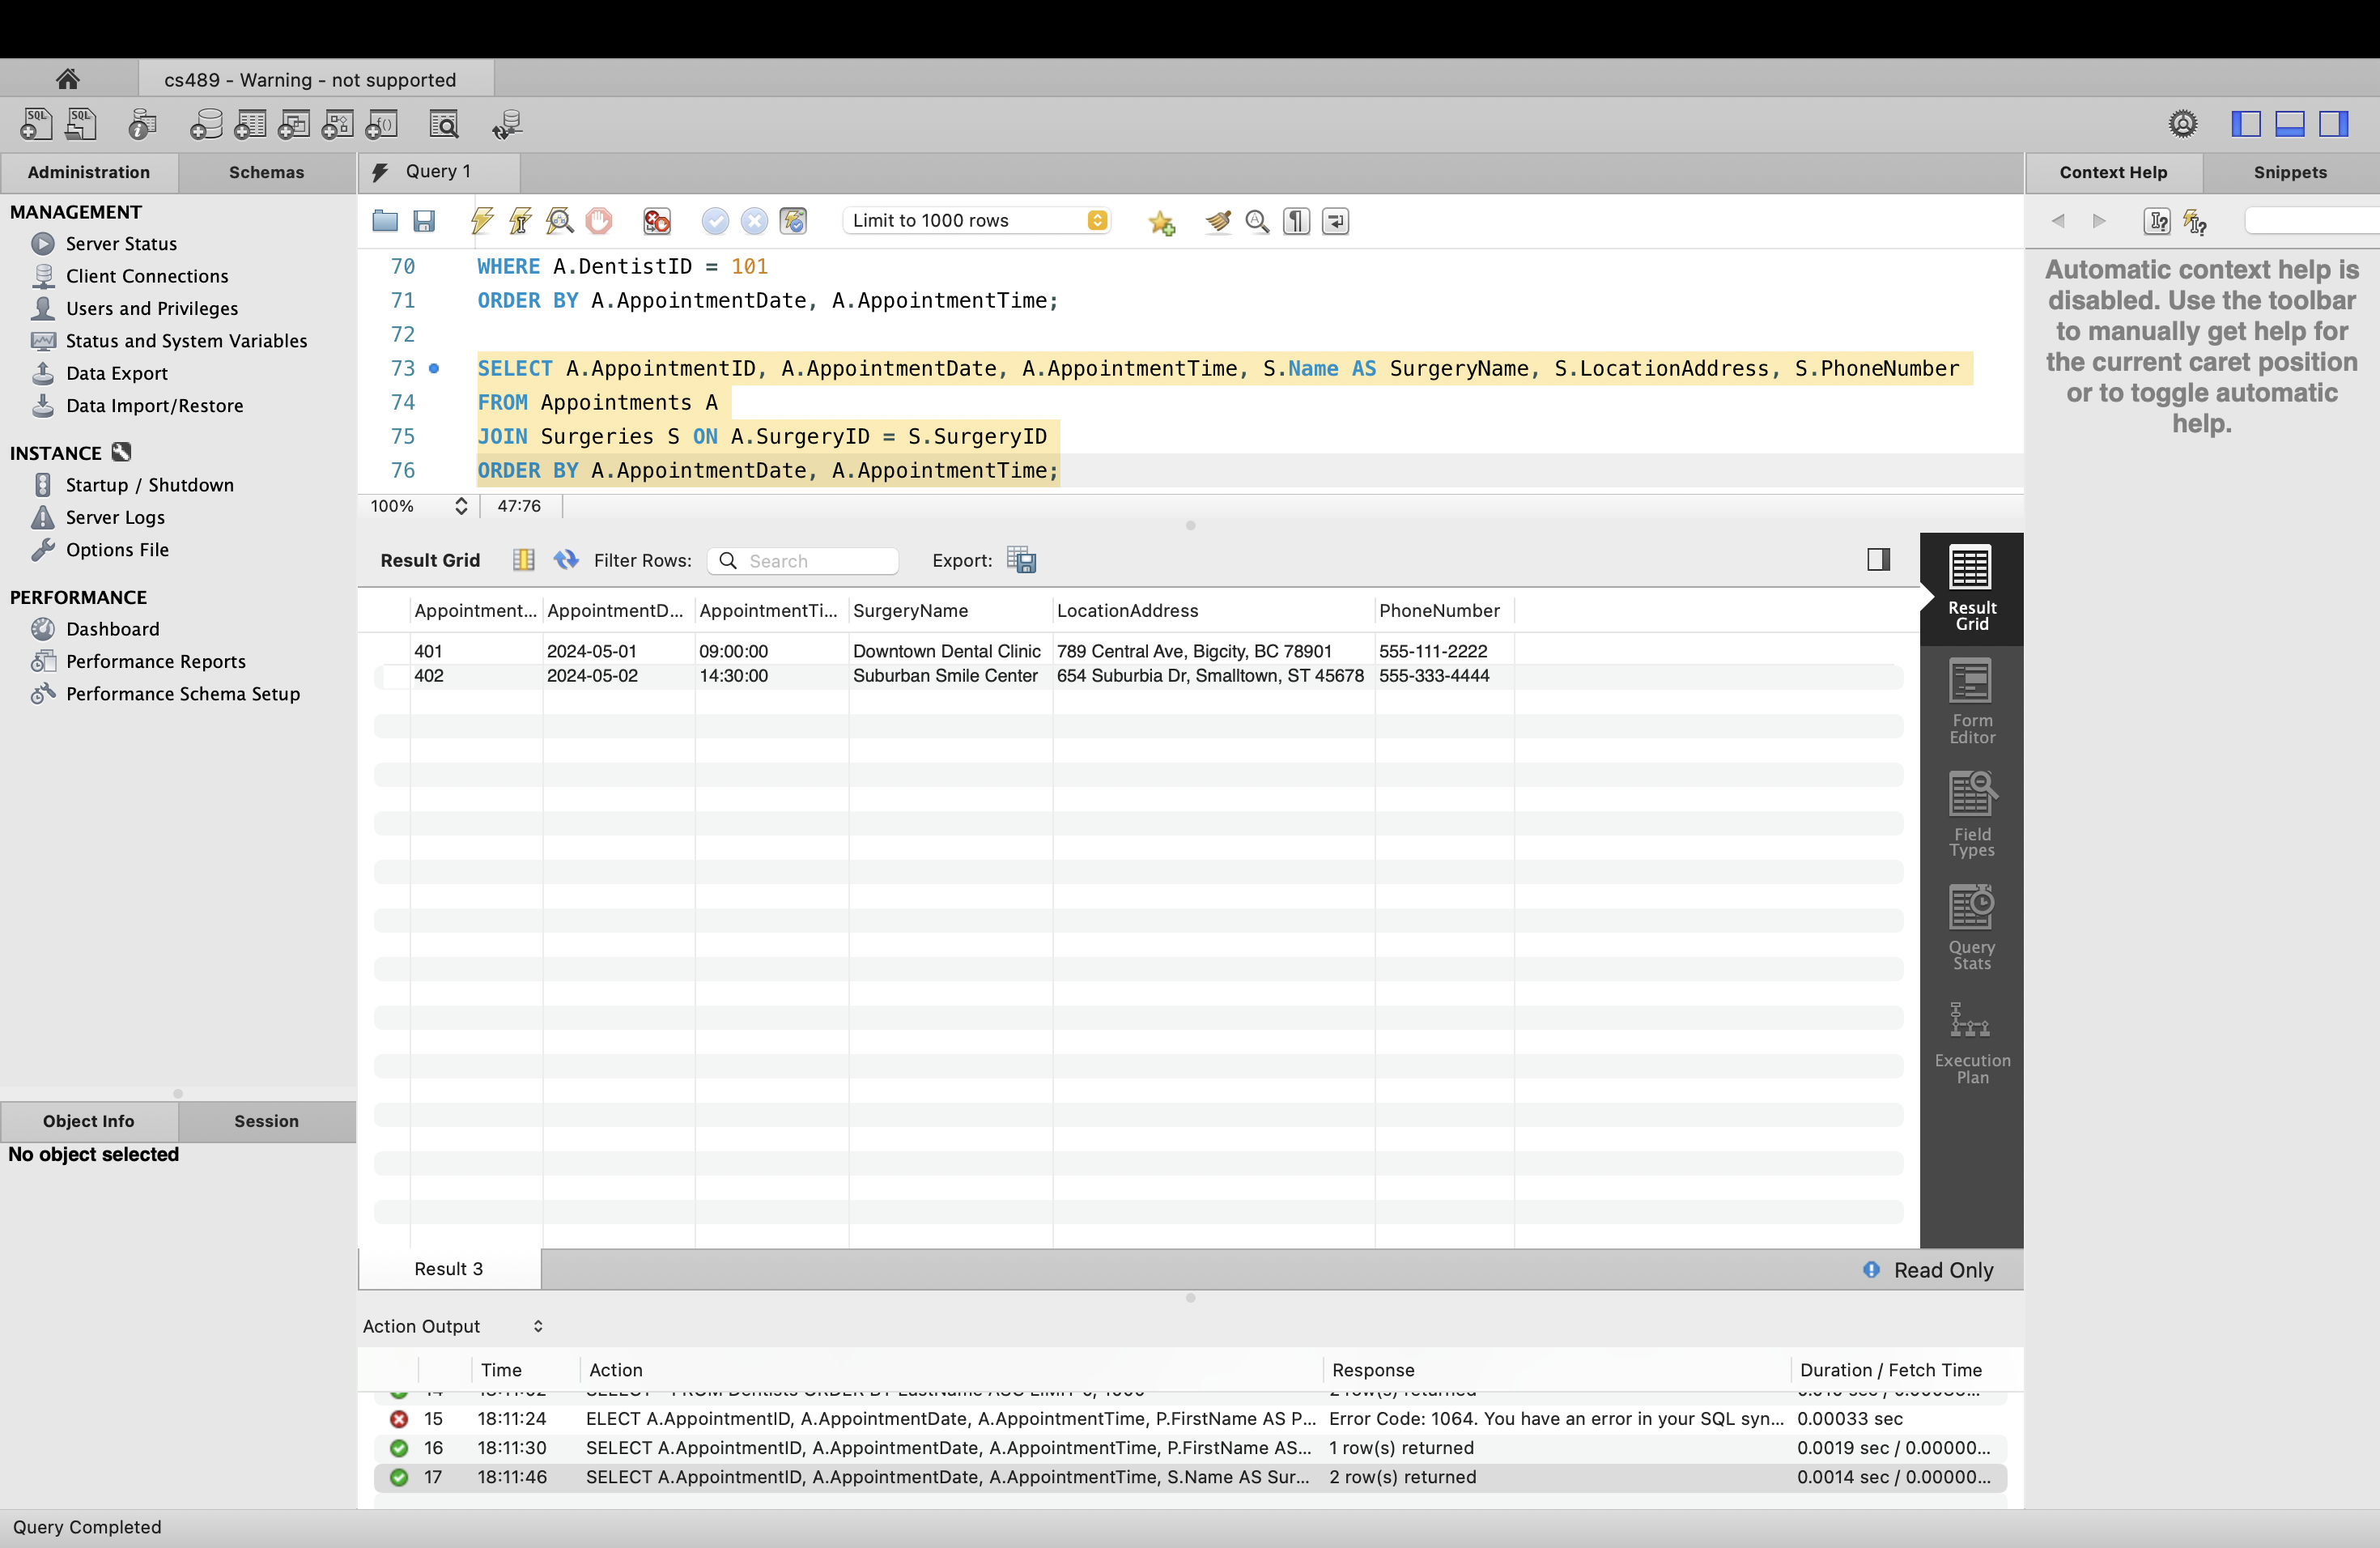 cs489 - Warning - not supported
Administration
Schemas
MANAGEMENT
Server Status
Client Connections
Users and Privileges
Status and System Variables
Data Export
Data Import/Restore
INSTANCE
Startup / Shutdown
Server Logs
Options File
PERFORMANCE
Dashboard
Performance Reports
Performance Schema Setup
Object Info
Session
No object selected
Query 1
Limit to 1000 rows
70 WHERE A.DentistID = 101
71 ORDER BY A.AppointmentDate, A.AppointmentTime;
72
73 SELECT A.AppointmentID, A.AppointmentDate, A.AppointmentTime, S.Name AS SurgeryName, S.LocationAddress, S.PhoneNumber
74 FROM Appointments A
75 JOIN Surgeries S ON A.SurgeryID = S.SurgeryID
76 ORDER BY A.AppointmentDate, A.AppointmentTime;
100% 47:76
Result Grid Filter Rows: Search Export:
Appointment... AppointmentD... AppointmentTi... SurgeryName LocationAddress PhoneNumber
401 2024-05-01 09:00:00 Downtown Dental Clinic 789 Central Ave, Bigcity, BC 78901 555-111-2222
402 2024-05-02 14:30:00 Suburban Smile Center 654 Suburbia Dr, Smalltown, ST 45678 555-333-4444
Result
Grid
Form
Editor
Field
Types
Query
Stats
Execution
Plan
Result 3
Read Only
Action Output
Time Action Response Duration / Fetch Time
15 18:11:24 ELECT A.AppointmentID, A.AppointmentDate, A.AppointmentTime, P.FirstName AS P... Error Code: 1064. You have an error in your SQL syn... 0.00033 sec
16 18:11:30 SELECT A.AppointmentID, A.AppointmentDate, A.AppointmentTime, P.FirstName AS... 1 row(s) returned 0.0019 sec / 0.00000...
17 18:11:46 SELECT A.AppointmentID, A.AppointmentDate, A.AppointmentTime, S.Name AS Sur... 2 row(s) returned 0.0014 sec / 0.00000...
Context Help
Snippets
Automatic context help is
disabled. Use the toolbar
to manually get help for
the current caret position
or to toggle automatic
help.
Query Completed